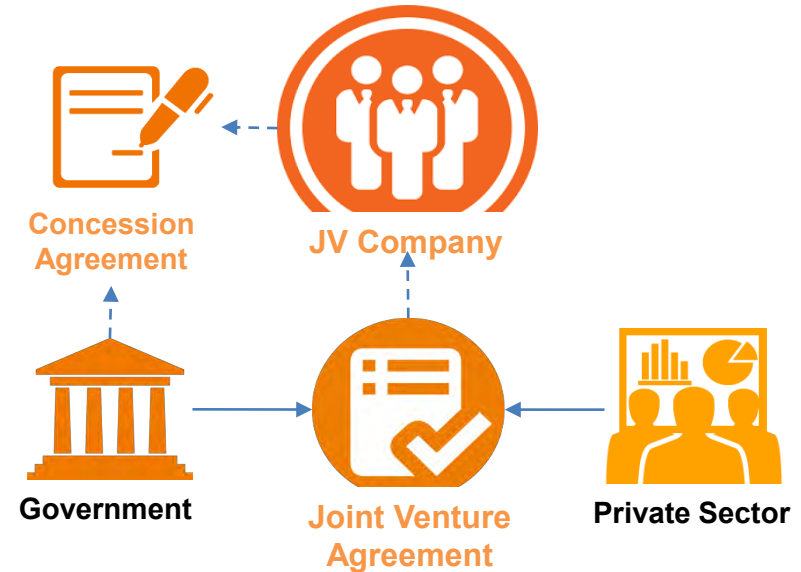 Concession
Agreement
JV Company
Government
Joint Venture
Agreement
Private Sector